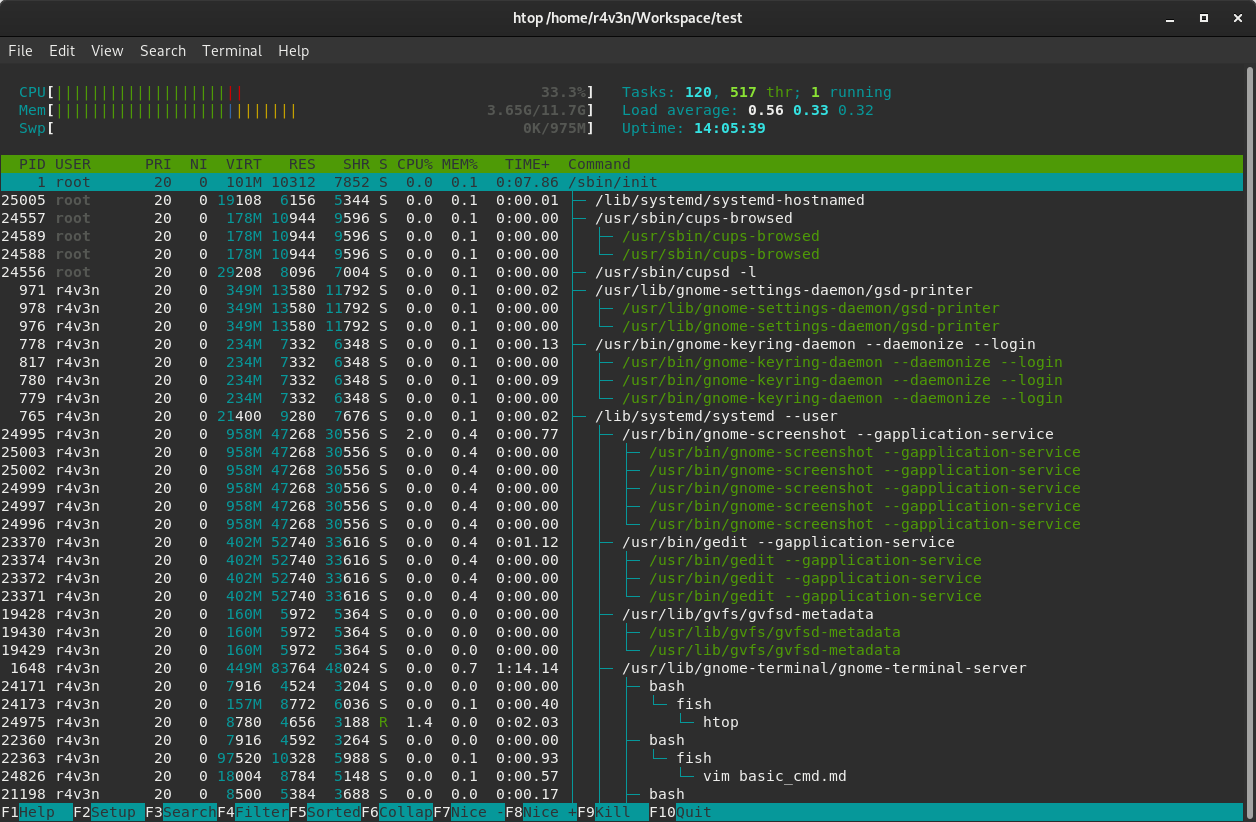 htop /home/r4v3n/Workspace/test
File Edit View Search Terminal Help
CPU[||||||||||||||||||||| 33.3%] Tasks: 120, 517 thr; 1 running
Mem[||||||||||||||||||||||||||| 3.65G/11.7G] Load average: 0.56 0.33 0.32
Swp[ 0K/975M] Uptime: 14:05:39
PID USER PRI NI VIRT RES SHR S CPU% MEM% TIME+ Command
1 root 20 0 101M 10312 7852 S 0.0 0.1 0:07.86 /sbin/init
25005 root 20 0 19108 6156 5344 S 0.0 0.1 0:00.01 ├─ /lib/systemd/systemd-hostnamed
24557 root 20 0 178M 10944 9596 S 0.0 0.1 0:00.00 ├─ /usr/sbin/cups-browsed
24589 root 20 0 178M 10944 9596 S 0.0 0.1 0:00.00 │ ├─ /usr/sbin/cups-browsed
24588 root 20 0 178M 10944 9596 S 0.0 0.1 0:00.00 │ └─ /usr/sbin/cups-browsed
24556 root 20 0 29208 8096 7004 S 0.0 0.1 0:00.00 ├─ /usr/sbin/cupsd -l
971 r4v3n 20 0 349M 13580 11792 S 0.0 0.1 0:00.02 ├─ /usr/lib/gnome-settings-daemon/gsd-printer
978 r4v3n 20 0 349M 13580 11792 S 0.0 0.1 0:00.00 │ ├─ /usr/lib/gnome-settings-daemon/gsd-printer
976 r4v3n 20 0 349M 13580 11792 S 0.0 0.1 0:00.00 │ └─ /usr/lib/gnome-settings-daemon/gsd-printer
778 r4v3n 20 0 234M 7332 6348 S 0.0 0.1 0:00.13 ├─ /usr/bin/gnome-keyring-daemon --daemonize --login
817 r4v3n 20 0 234M 7332 6348 S 0.0 0.1 0:00.00 │ ├─ /usr/bin/gnome-keyring-daemon --daemonize --login
780 r4v3n 20 0 234M 7332 6348 S 0.0 0.1 0:00.09 │ ├─ /usr/bin/gnome-keyring-daemon --daemonize --login
779 r4v3n 20 0 234M 7332 6348 S 0.0 0.1 0:00.00 │ └─ /usr/bin/gnome-keyring-daemon --daemonize --login
765 r4v3n 20 0 21400 9280 7676 S 0.0 0.1 0:00.02 ├─ /lib/systemd/systemd --user
24995 r4v3n 20 0 958M 47268 30556 S 2.0 0.4 0:00.77 │ ├─ /usr/bin/gnome-screenshot --gapplication-service
25003 r4v3n 20 0 958M 47268 30556 S 0.0 0.4 0:00.00 │ │ ├─ /usr/bin/gnome-screenshot --gapplication-service
25002 r4v3n 20 0 958M 47268 30556 S 0.0 0.4 0:00.00 │ │ ├─ /usr/bin/gnome-screenshot --gapplication-service
24999 r4v3n 20 0 958M 47268 30556 S 0.0 0.4 0:00.00 │ │ ├─ /usr/bin/gnome-screenshot --gapplication-service
24997 r4v3n 20 0 958M 47268 30556 S 0.0 0.4 0:00.00 │ │ ├─ /usr/bin/gnome-screenshot --gapplication-service
24996 r4v3n 20 0 958M 47268 30556 S 0.0 0.4 0:00.00 │ │ └─ /usr/bin/gnome-screenshot --gapplication-service
23370 r4v3n 20 0 402M 52740 33616 S 0.0 0.4 0:01.12 │ ├─ /usr/bin/gedit --gapplication-service
23374 r4v3n 20 0 402M 52740 33616 S 0.0 0.4 0:00.00 │ │ ├─ /usr/bin/gedit --gapplication-service
23372 r4v3n 20 0 402M 52740 33616 S 0.0 0.4 0:00.00 │ │ ├─ /usr/bin/gedit --gapplication-service
23371 r4v3n 20 0 402M 52740 33616 S 0.0 0.4 0:00.00 │ │ └─ /usr/bin/gedit --gapplication-service
19428 r4v3n 20 0 160M 5972 5364 S 0.0 0.0 0:00.00 │ ├─ /usr/lib/gvfs/gvfsd-metadata
19430 r4v3n 20 0 160M 5972 5364 S 0.0 0.0 0:00.00 │ │ ├─ /usr/lib/gvfs/gvfsd-metadata
19429 r4v3n 20 0 160M 5972 5364 S 0.0 0.0 0:00.00 │ │ └─ /usr/lib/gvfs/gvfsd-metadata
1648 r4v3n 20 0 449M 83764 48024 S 0.0 0.7 1:14.14 │ ├─ /usr/lib/gnome-terminal/gnome-terminal-server
24171 r4v3n 20 0 7916 4524 3204 S 0.0 0.0 0:00.00 │ │ ├─ bash
24173 r4v3n 20 0 157M 8772 6036 S 0.0 0.1 0:00.40 │ │ │ └─ fish
24975 r4v3n 20 0 8780 4656 3188 R 1.4 0.0 0:02.03 │ │ │ └─ htop
22360 r4v3n 20 0 7916 4592 3264 S 0.0 0.0 0:00.00 │ │ ├─ bash
22363 r4v3n 20 0 97520 10328 5988 S 0.0 0.1 0:00.93 │ │ │ └─ fish
24826 r4v3n 20 0 18004 8784 5148 S 0.0 0.1 0:00.57 │ │ │ └─ vim basic_cmd.md
21198 r4v3n 20 0 8500 5384 3688 S 0.0 0.0 0:00.17 │ │ ├─ bash
F1Help F2Setup F3SearchF4FilterF5SortedF6CollapF7Nice -F8Nice +F9Kill F10Quit